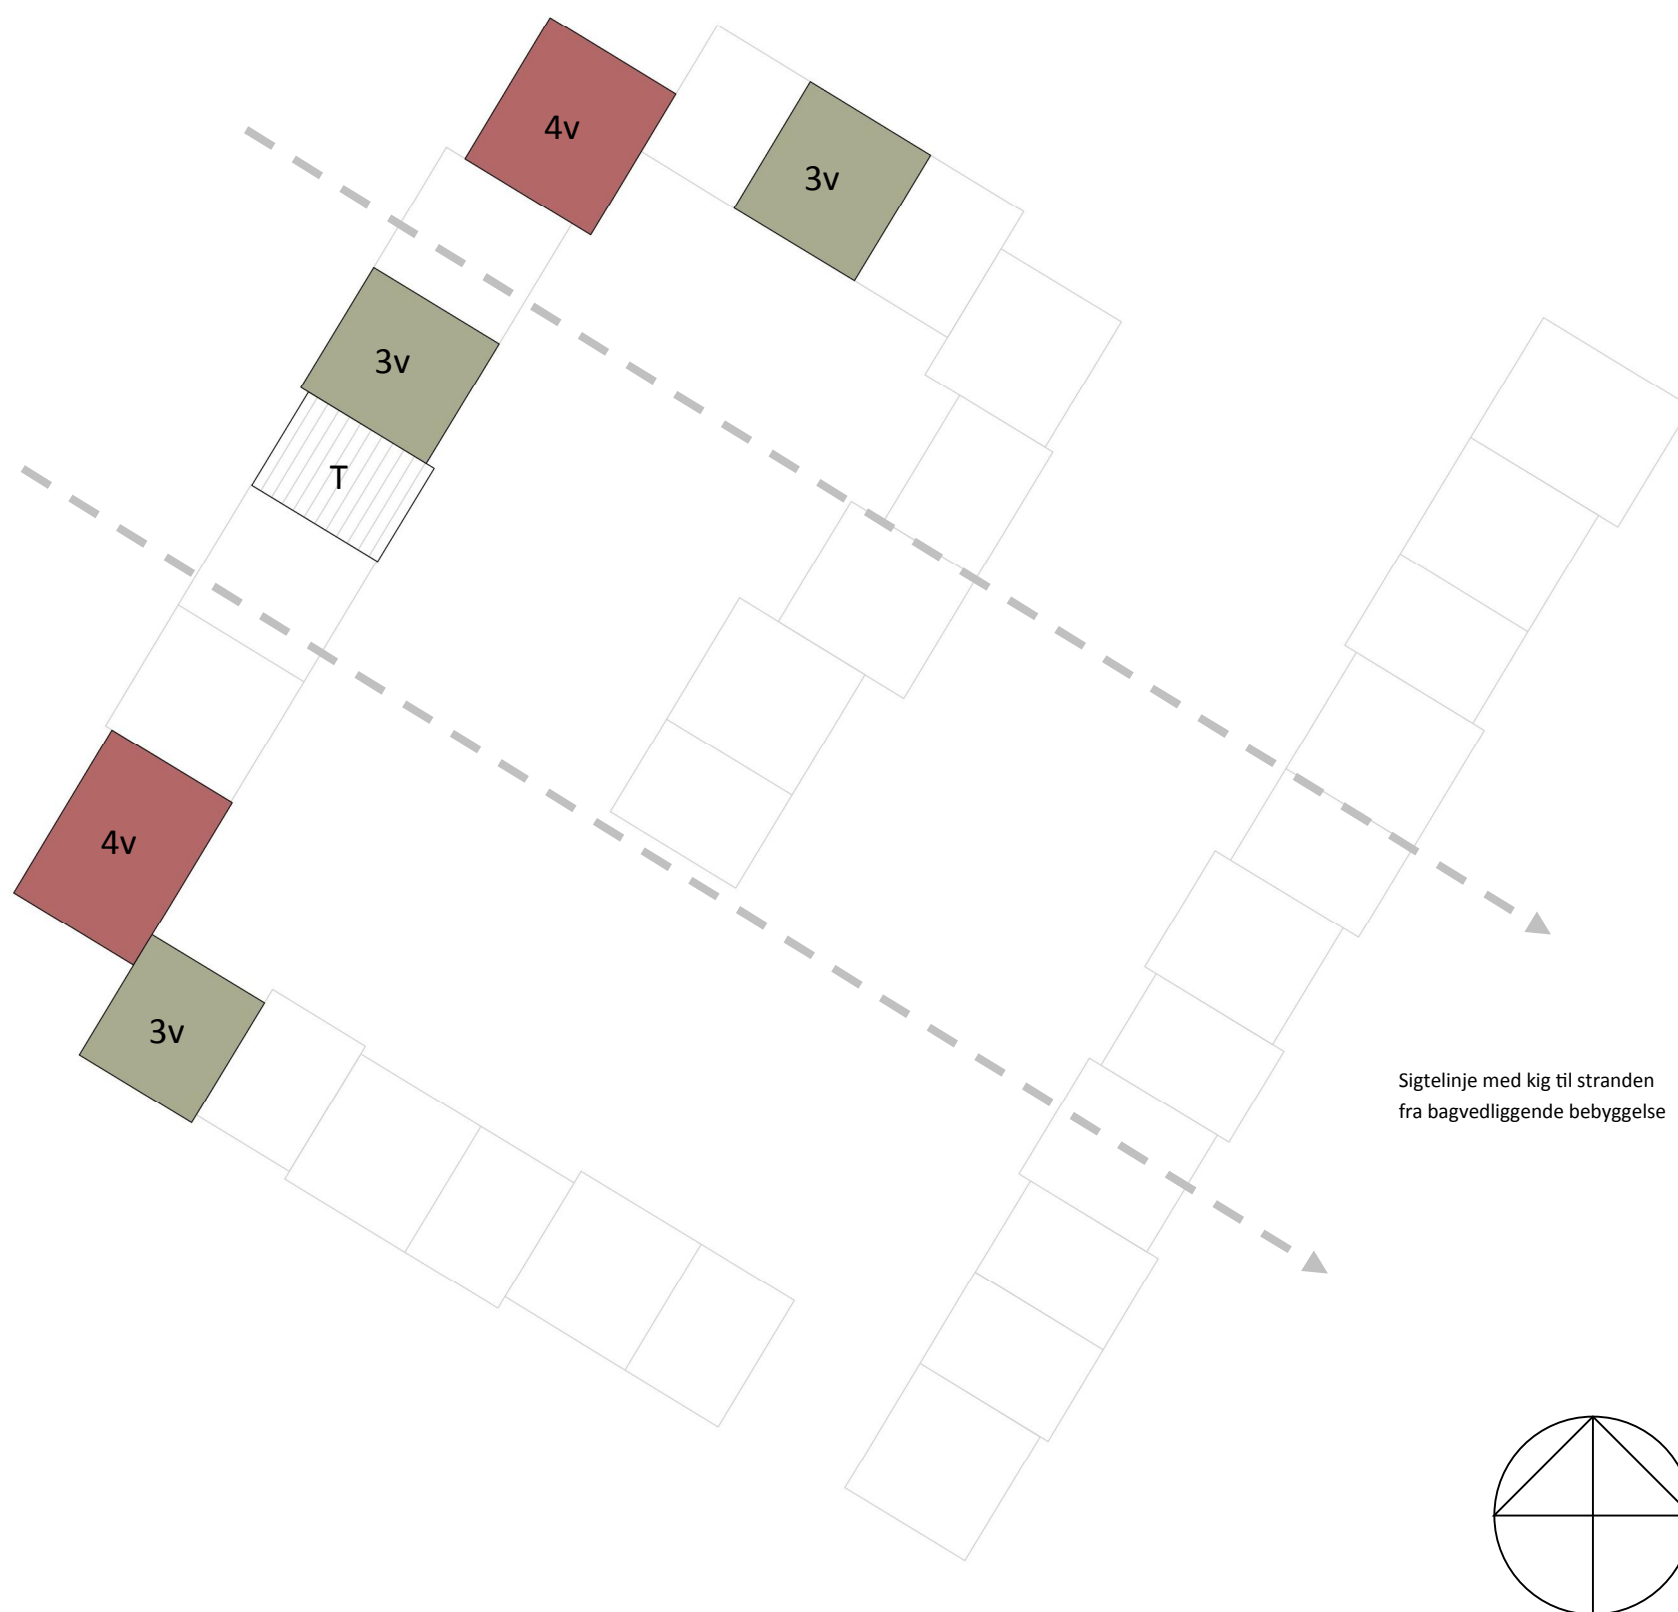 4v
3v
3v
T
4v
3v
Sigtelinje med kig til stranden
fra bagvedliggende bebyggelse